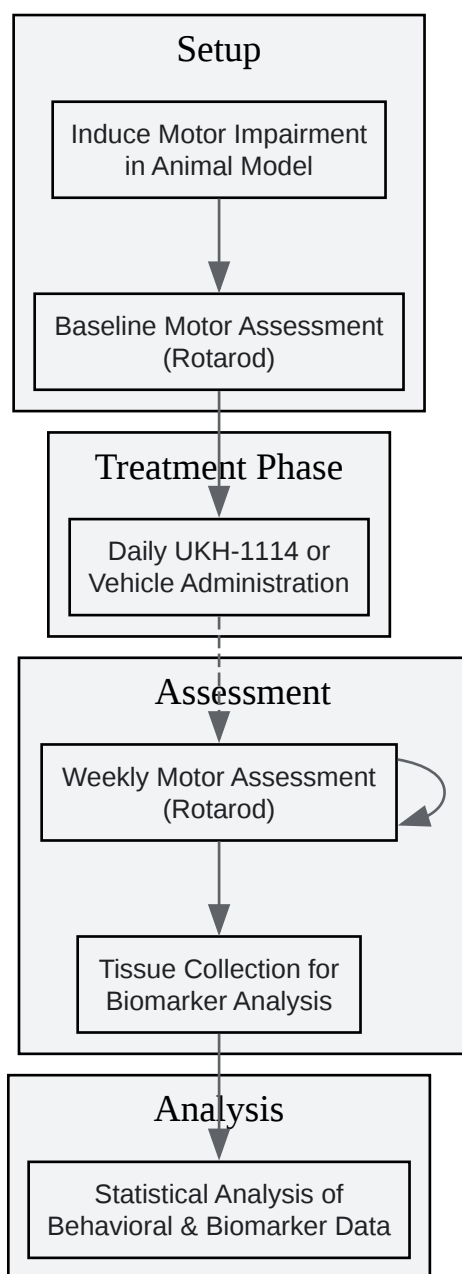 Setup
Induce Motor Impairment
in Animal Model
Baseline Motor Assessment
(Rotarod)
Treatment Phase
Daily UKH-1114 or
Vehicle Administration
Assessment
Weekly Motor Assessment
(Rotarod)
Tissue Collection for
Biomarker Analysis
Analysis
Statistical Analysis of
Behavioral & Biomarker Data